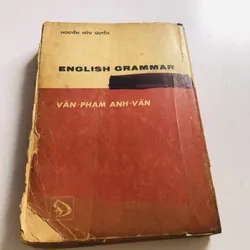 NGUYỄN HỮU QUYỀN
ENGLISH GRAMMAR
VĂN-PHẠM ANH-VĂN